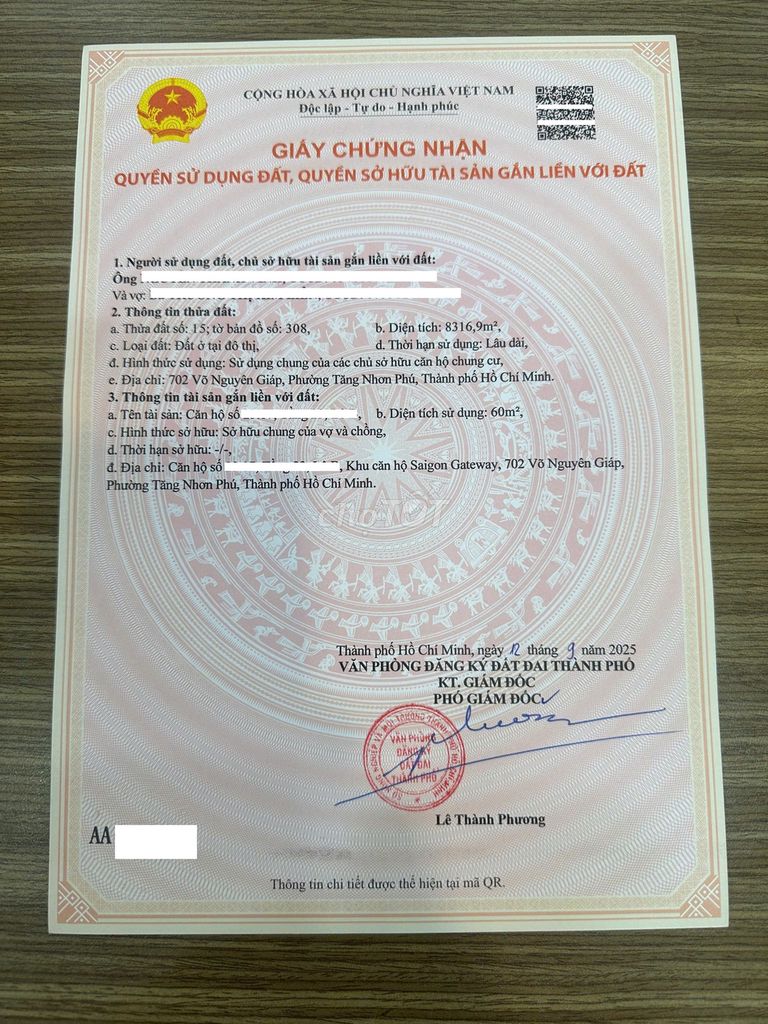 CỘNG HÒA XÃ HỘI CHỦ NGHĨA VIỆT NAM
Độc lập - Tự do - Hạnh phúc
GIẤY CHỨNG NHẬN
QUYỀN SỬ DỤNG ĐẤT, QUYỀN SỞ HỮU TÀI SẢN GẮN LIỀN VỚI ĐẤT
1. Người sử dụng đất, chủ sở hữu tài sản gắn liền với đất:
Ông
Và vợ:
2. Thông tin thửa đất:
a. Thửa đất số: 15; tờ bản đồ số: 308, b. Diện tích: 8316,9m²,
c. Loại đất: Đất ở tại đô thị, d. Thời hạn sử dụng: Lâu dài,
đ. Hình thức sử dụng: Sử dụng chung của các chủ sở hữu căn hộ chung cư,
e. Địa chỉ: 702 Võ Nguyên Giáp, Phường Tăng Nhơn Phú, Thành phố Hồ Chí Minh.
3. Thông tin tài sản gắn liền với đất:
a. Tên tài sản: Căn hộ số , b. Diện tích sử dụng: 60m²,
c. Hình thức sở hữu: Sở hữu chung của vợ và chồng,
d. Thời hạn sở hữu: -/-,
đ. Địa chỉ: Căn hộ số , Khu căn hộ Saigon Gateway, 702 Võ Nguyên Giáp,
Phường Tăng Nhơn Phú, Thành phố Hồ Chí Minh.
chợTỐT
Thành phố Hồ Chí Minh, ngày 12 tháng 9 năm 2025
VĂN PHÒNG ĐĂNG KÝ ĐẤT ĐAI THÀNH PHỐ
KT. GIÁM ĐỐC
PHÓ GIÁM ĐỐC
VĂN PHÒNG
ĐĂNG KÝ
ĐẤT ĐAI
THÀNH PHỐ
Lê Thành Phương
AA
Thông tin chi tiết được thể hiện tại mã QR.